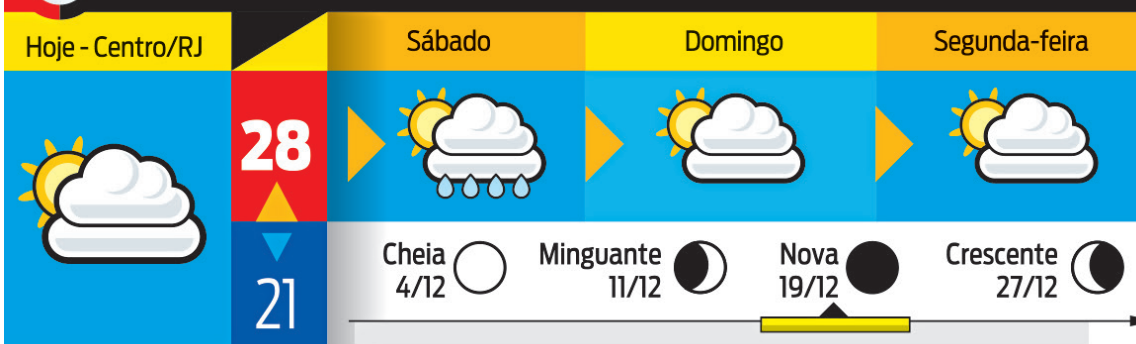 Hoje - Centro/RJ
Sábado
Domingo
Segunda-feira
28
21
Cheia
4/12
Minguante
11/12
Nova
19/12
Crescente
27/12